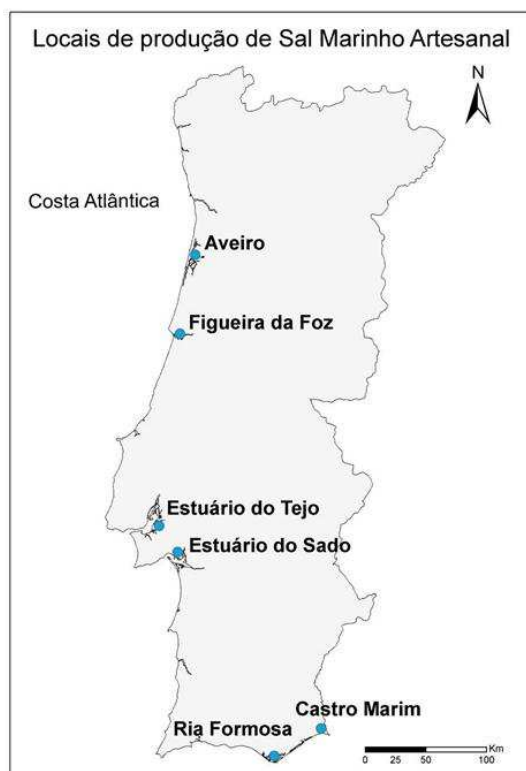 Locais de produção de Sal Marinho Artesanal
N
Costa Atlântica
Aveiro
Figueira da Foz
Estuário do Tejo
Estuário do Sado
Castro Marim
Ria Formosa
Km
0 50 100